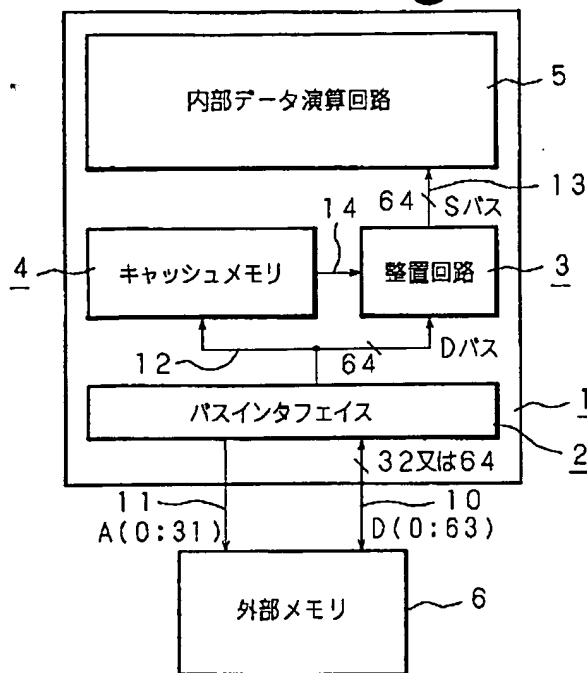 内部データ演算回路
5
64
Sバス
13
14
4
キャッシュメモリ
整置回路
3
12
64
Dバス
バスインタフェイス
1
2
32又は64
11
10
A(0:31)
D(0:63)
外部メモリ
6